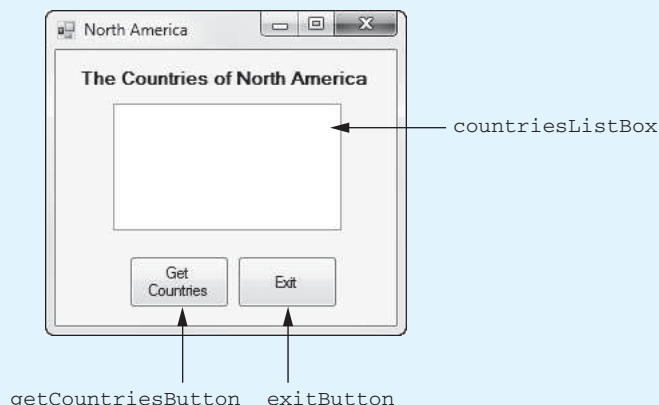 North America
The Countries of North America
countriesListBox
Get
Countries
Exit
getCountriesButton exitButton